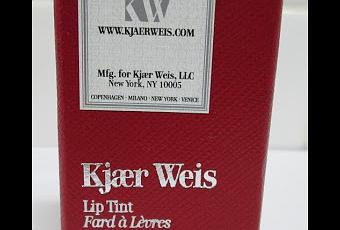 KW
WWW.KJAERWEIS.COM
Mfg. for Kjær Weis, LLC
New York, NY 10005
COPENHAGEN · MILANO · NEW YORK · VENICE
Kjær Weis
Lip Tint
Fard à Lèvres